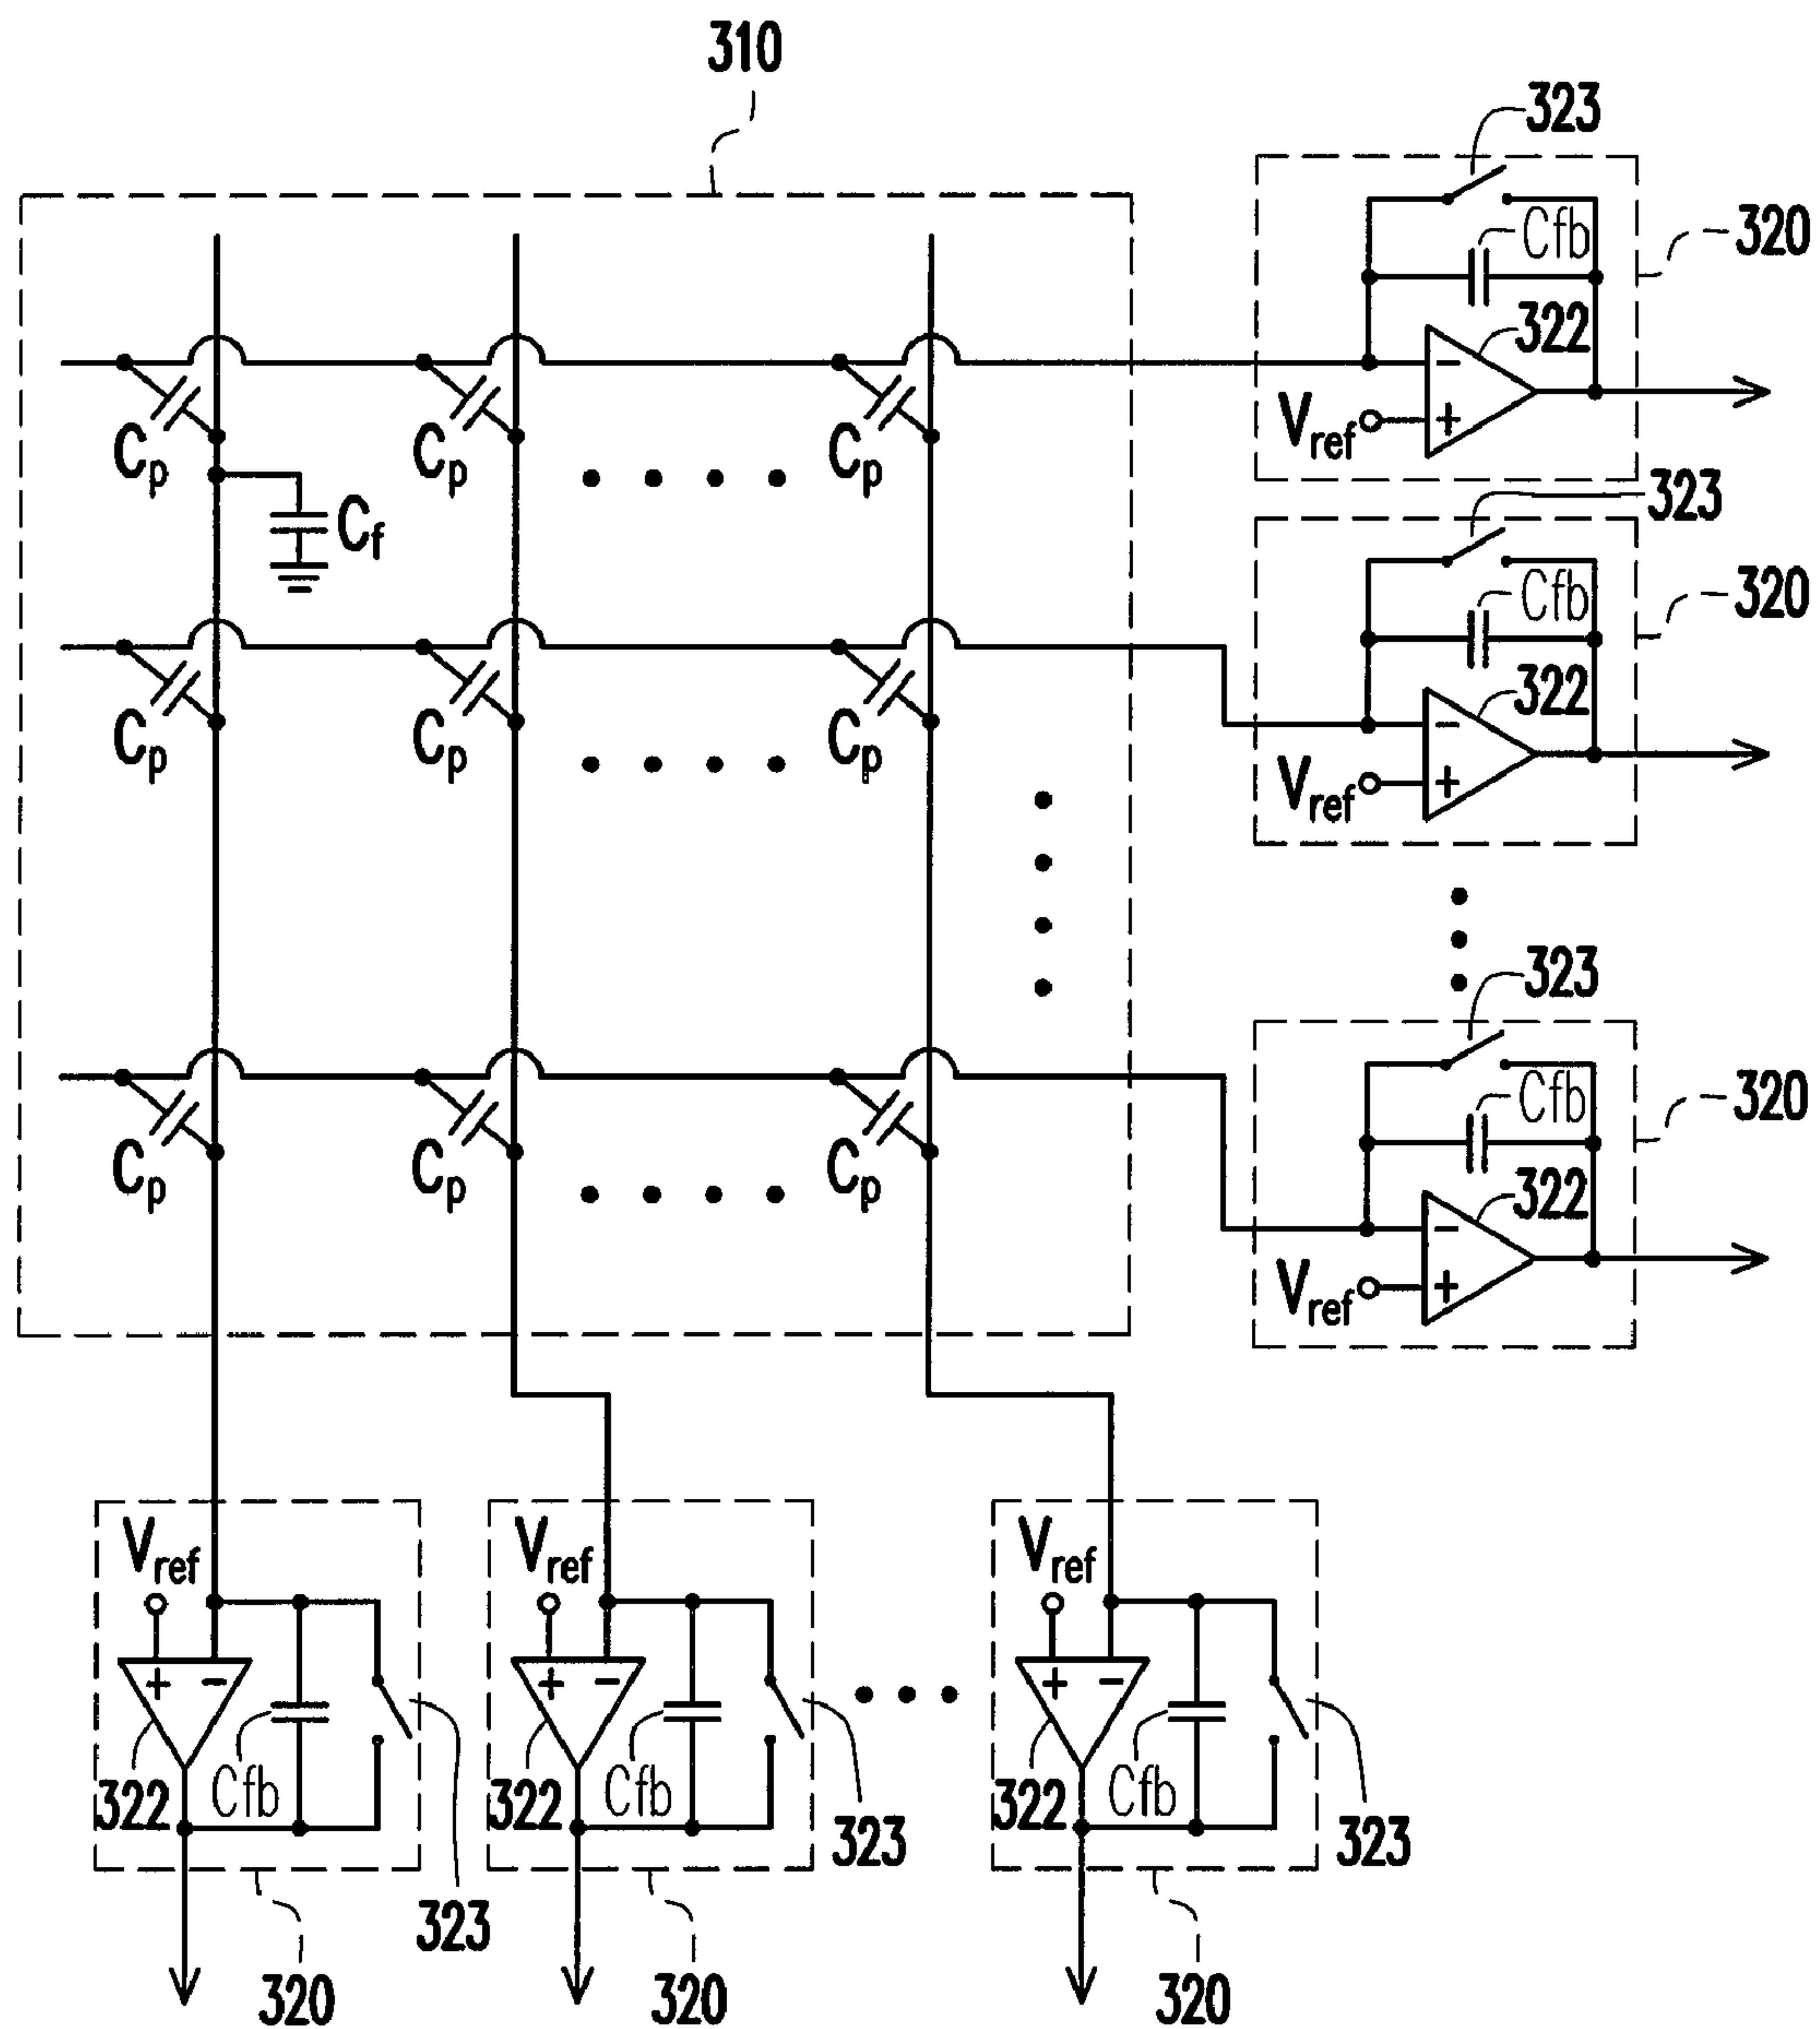 310
323
Cfb
320
322
−
Vref
+
Cp
Cp
Cp
Cf
323
Cfb
320
322
−
Vref
+
Cp
Cp
Cp
323
Cfb
320
322
−
Vref
+
Cp
Cp
Cp
Vref
Vref
Vref
+ −
+ −
+ −
322
Cfb
322
Cfb
322
Cfb
323
323
323
320
320
320